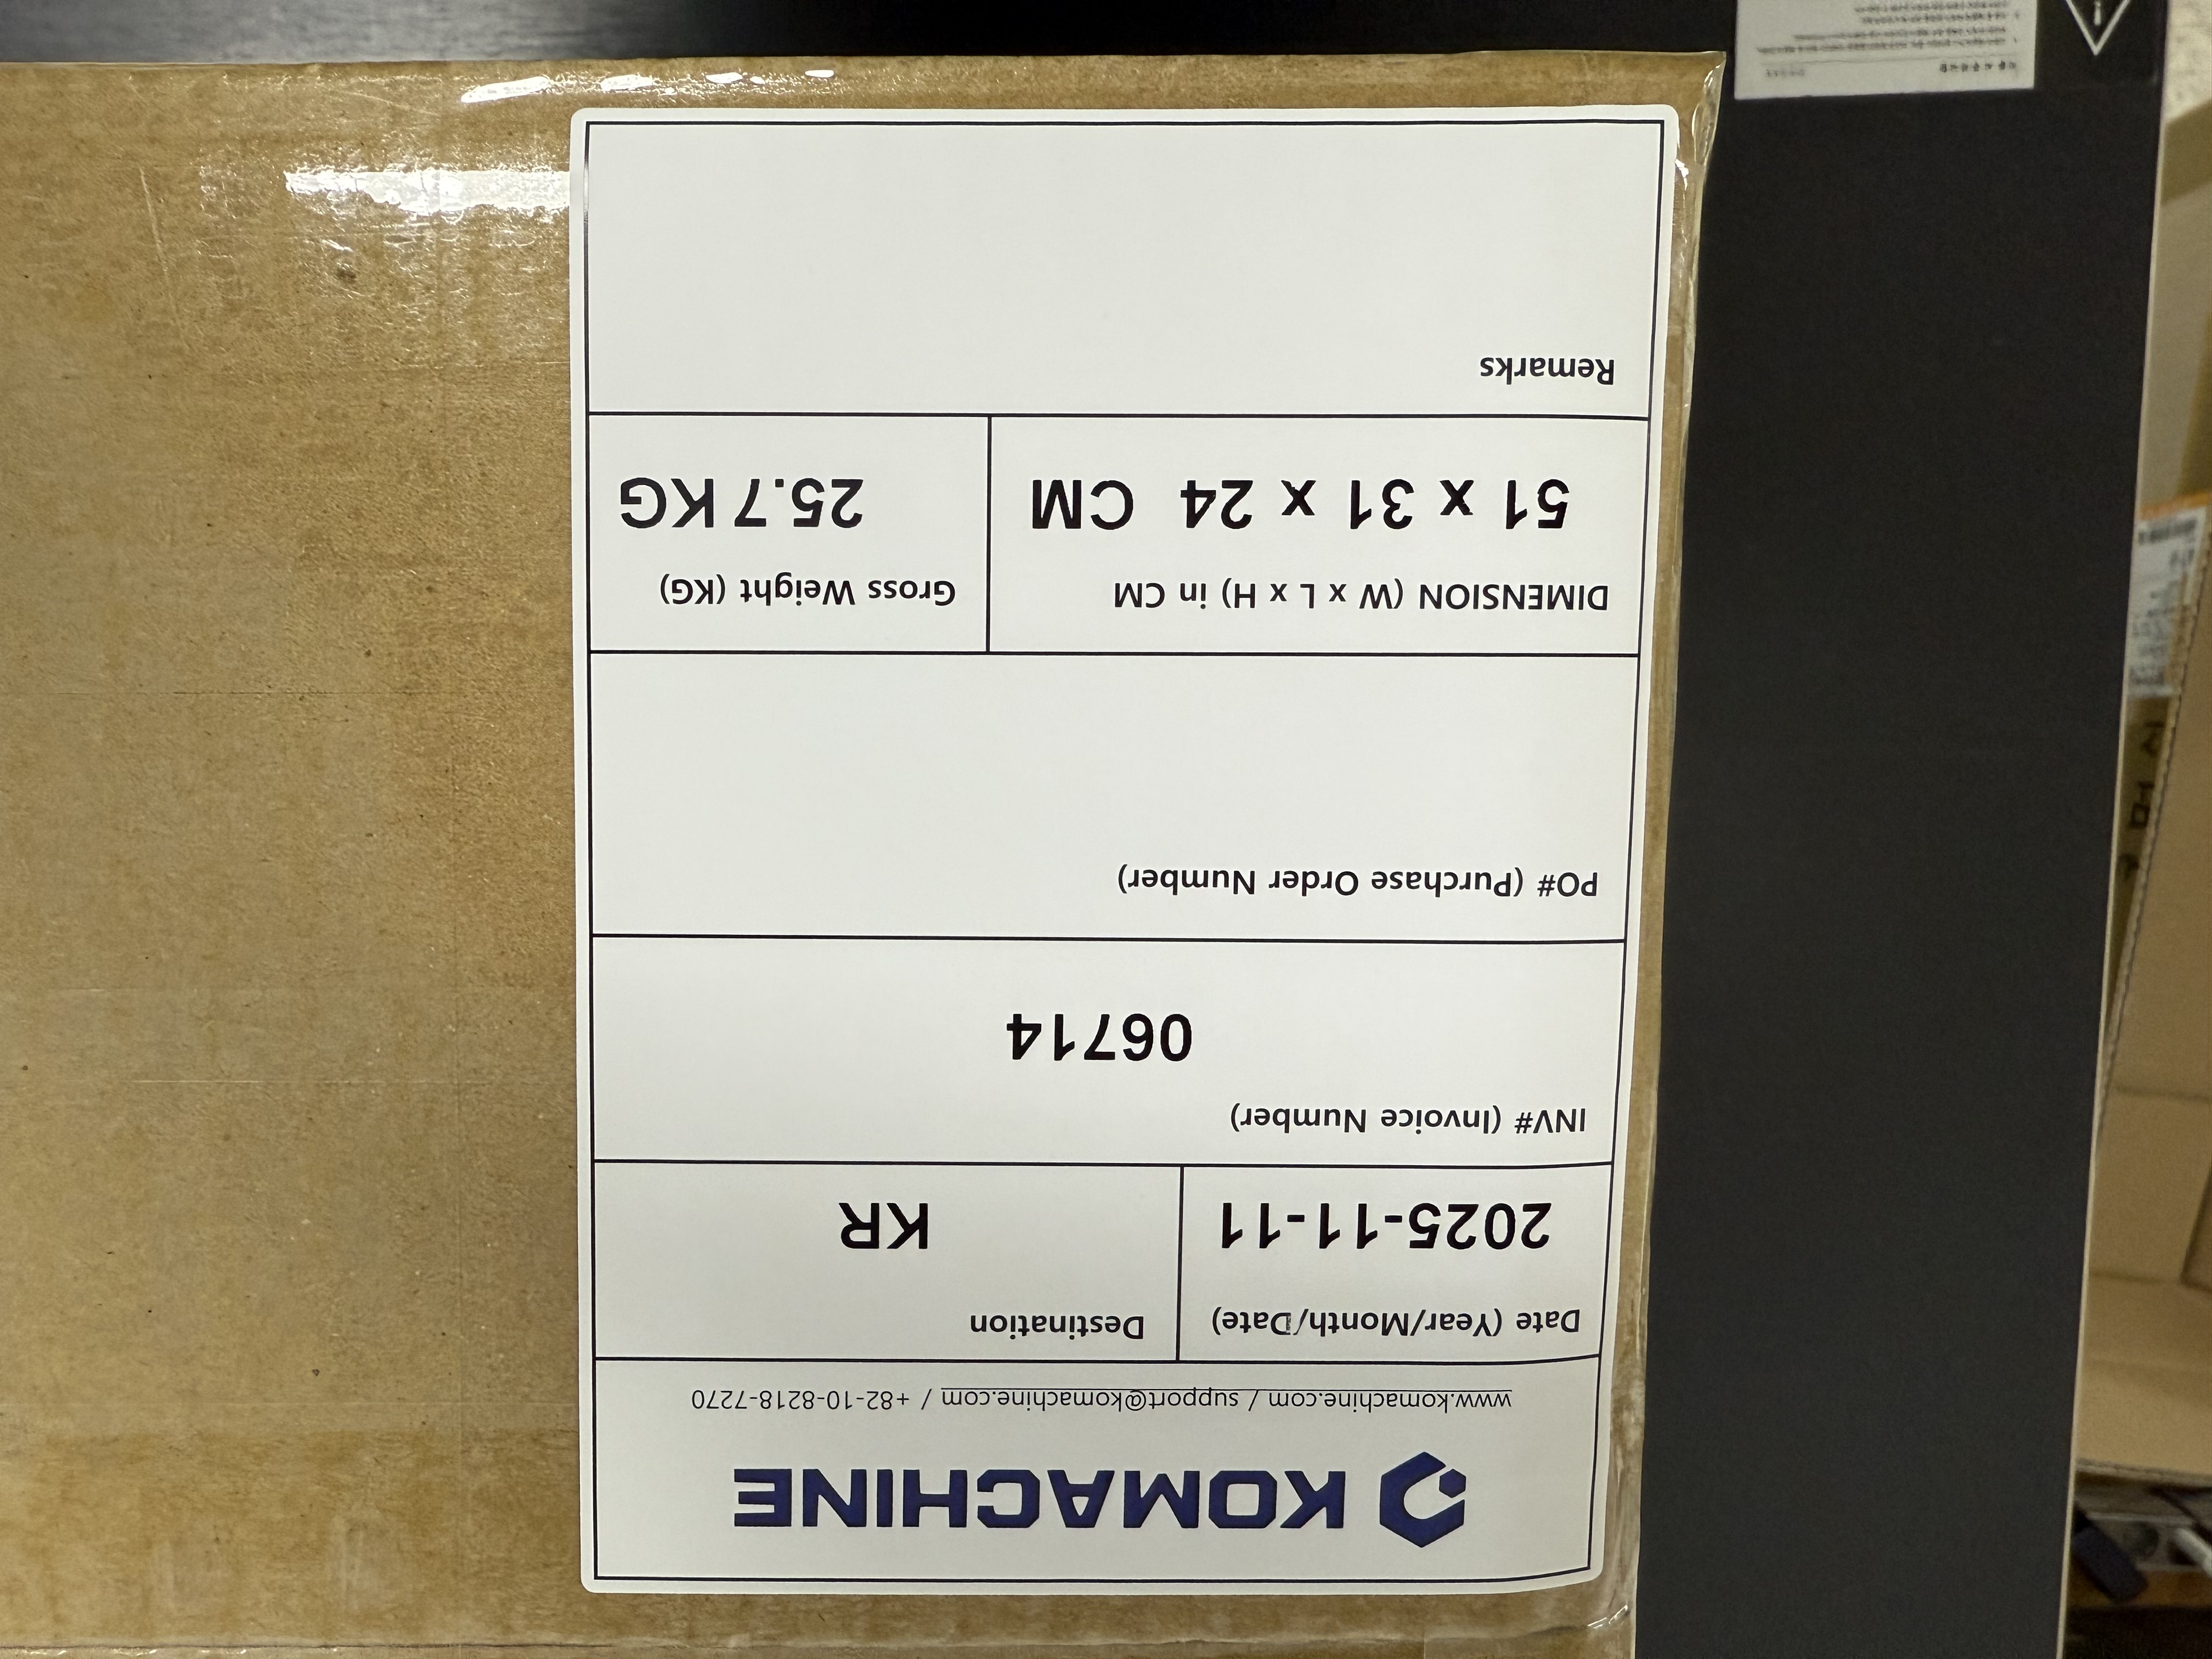 KOMACHINE
www.komachine.com / support@komachine.com / +82-10-8218-7270
Date (Year/Month/Date)
2025-11-11
Destination
KR
INV# (Invoice Number)
06714
PO# (Purchase Order Number)
DIMENSION (W x L x H) in CM
51 x 31 x 24 CM
Gross Weight (KG)
25.7 KG
Remarks